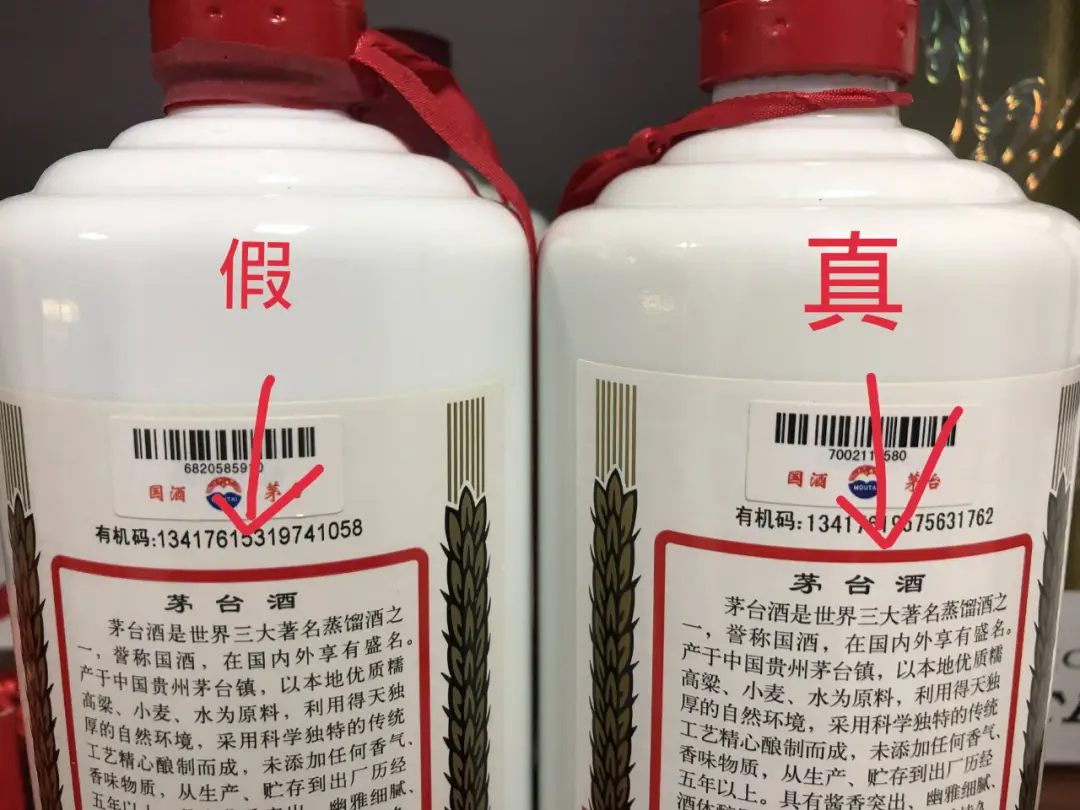 假
6820585910
国酒
MOUTAI
茅台
有机码:13417615319741058
茅台酒
茅台酒是世界三大著名蒸馏酒之
一，誉称国酒，在国内外享有盛名。
产于中国贵州茅台镇，以本地优质糯
高粱、小麦、水为原料，利用得天独
厚的自然环境，采用科学独特的传统
工艺精心酿制而成，未添加任何香气、
香味物质，从生产、贮存到出厂历经
五年以上
幽雅细腻、
真
580
国酒
MOUTAI
茅台
有机码:
茅台酒
茅台酒是世界三大著名蒸馏酒之
一，誉称国酒，在国内外享有盛名。
产于中国贵州茅台镇，以本地优质糯
高粱、小麦、水为原料，利用得天独
厚的自然环境，采用科学独特的传统
工艺精心酿制而成，未添加任何香气、
香味物质，从生产、贮存到出厂历经
五年以上。具有酱香突出、幽雅细腻、